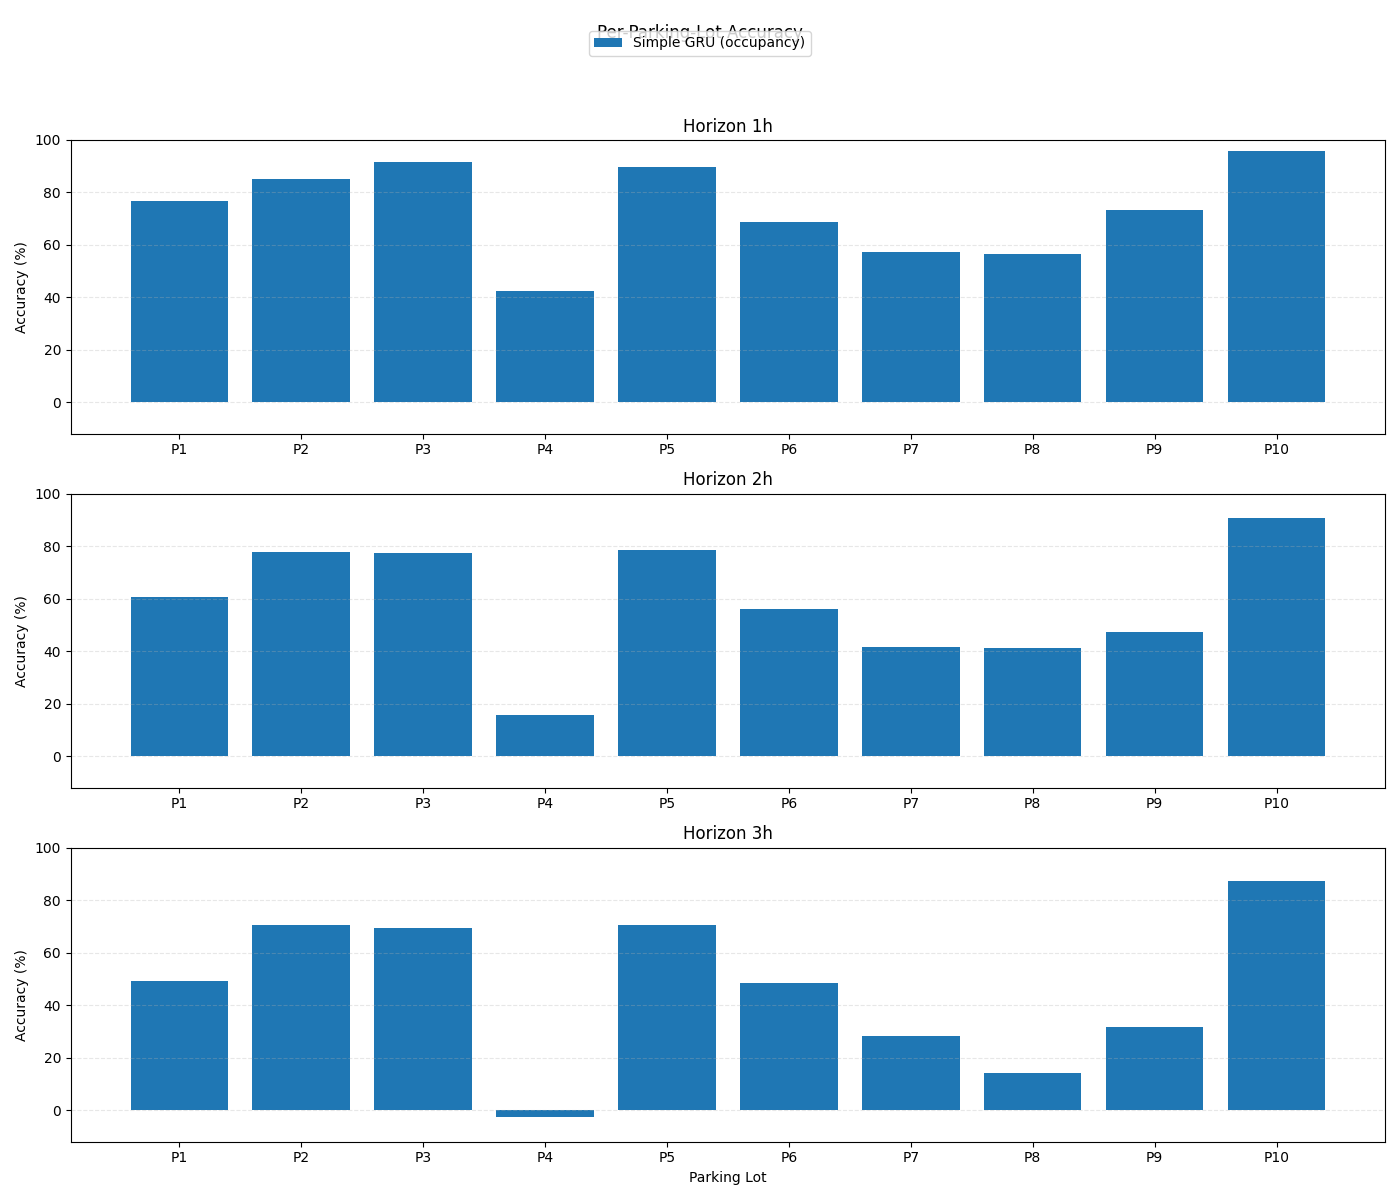 Per-Parking-Lot Accuracy
Simple GRU (occupancy)
Horizon 1h
Accuracy (%)
100
80
60
40
20
0
P1 P2 P3 P4 P5 P6 P7 P8 P9 P10
Horizon 2h
Accuracy (%)
100
80
60
40
20
0
P1 P2 P3 P4 P5 P6 P7 P8 P9 P10
Horizon 3h
Accuracy (%)
100
80
60
40
20
0
P1 P2 P3 P4 P5 P6 P7 P8 P9 P10
Parking Lot